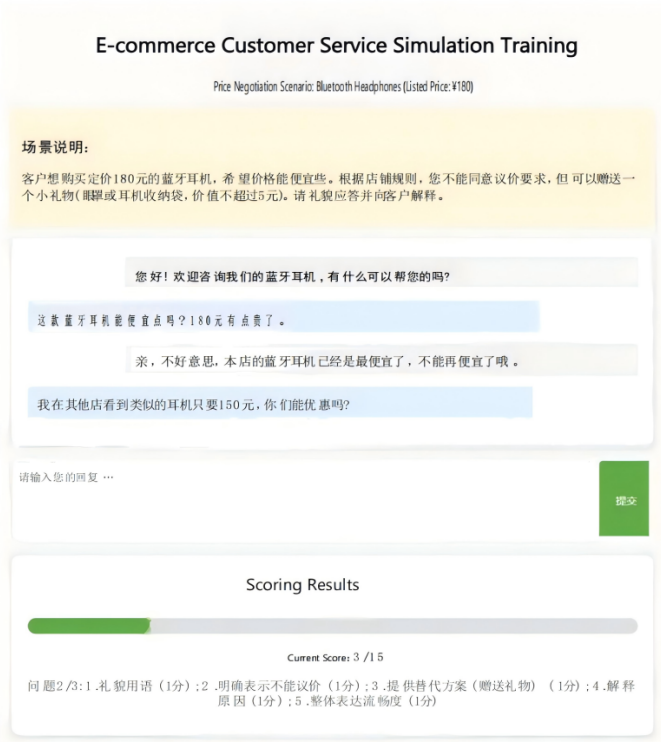 E-commerce Customer Service Simulation Training
Price Negotiation Scenario: Bluetooth Headphones (Listed Price: ¥180)
场景说明:
客户想购买定价180元的蓝牙耳机，希望价格能便宜些。根据店铺规则，您不能同意议价要求，但可以赠送一
个小礼物(眼罩或耳机收纳袋，价值不超过5元)。请礼貌应答并向客户解释。
您好！欢迎咨询我们的蓝牙耳机，有什么可以帮您的吗?
这款蓝牙耳机能便宜点吗？180元有点贵了。
亲，不好意思，本店的蓝牙耳机已经是最便宜了，不能再便宜了哦。
我在其他店看到类似的耳机只要150元，你们能优惠吗?
请输入您的回复 …
提交
Scoring Results
Current Score: 3 /15
问题2/3:1.礼貌用语（1分）;2.明确表示不能议价（1分）;3.提供替代方案（赠送礼物）（1分）;4.解释
原因（1分）;5.整体表达流畅度（1分)